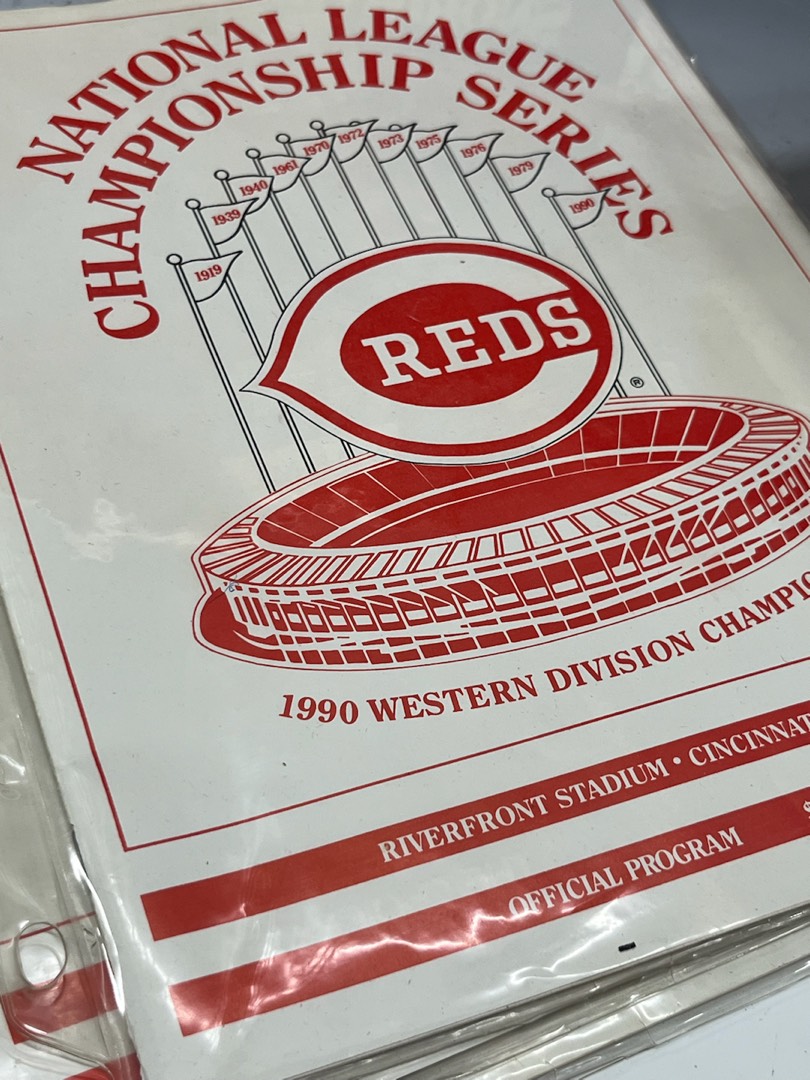 NATIONAL LEAGUE
CHAMPIONSHIP SERIES
1919
1939
1940
1961
1970
1972
1973
1975
1976
1979
1990
REDS
®
1990 WESTERN DIVISION CHAMPIO
RIVERFRONT STADIUM • CINCINNAT
OFFICIAL PROGRAM